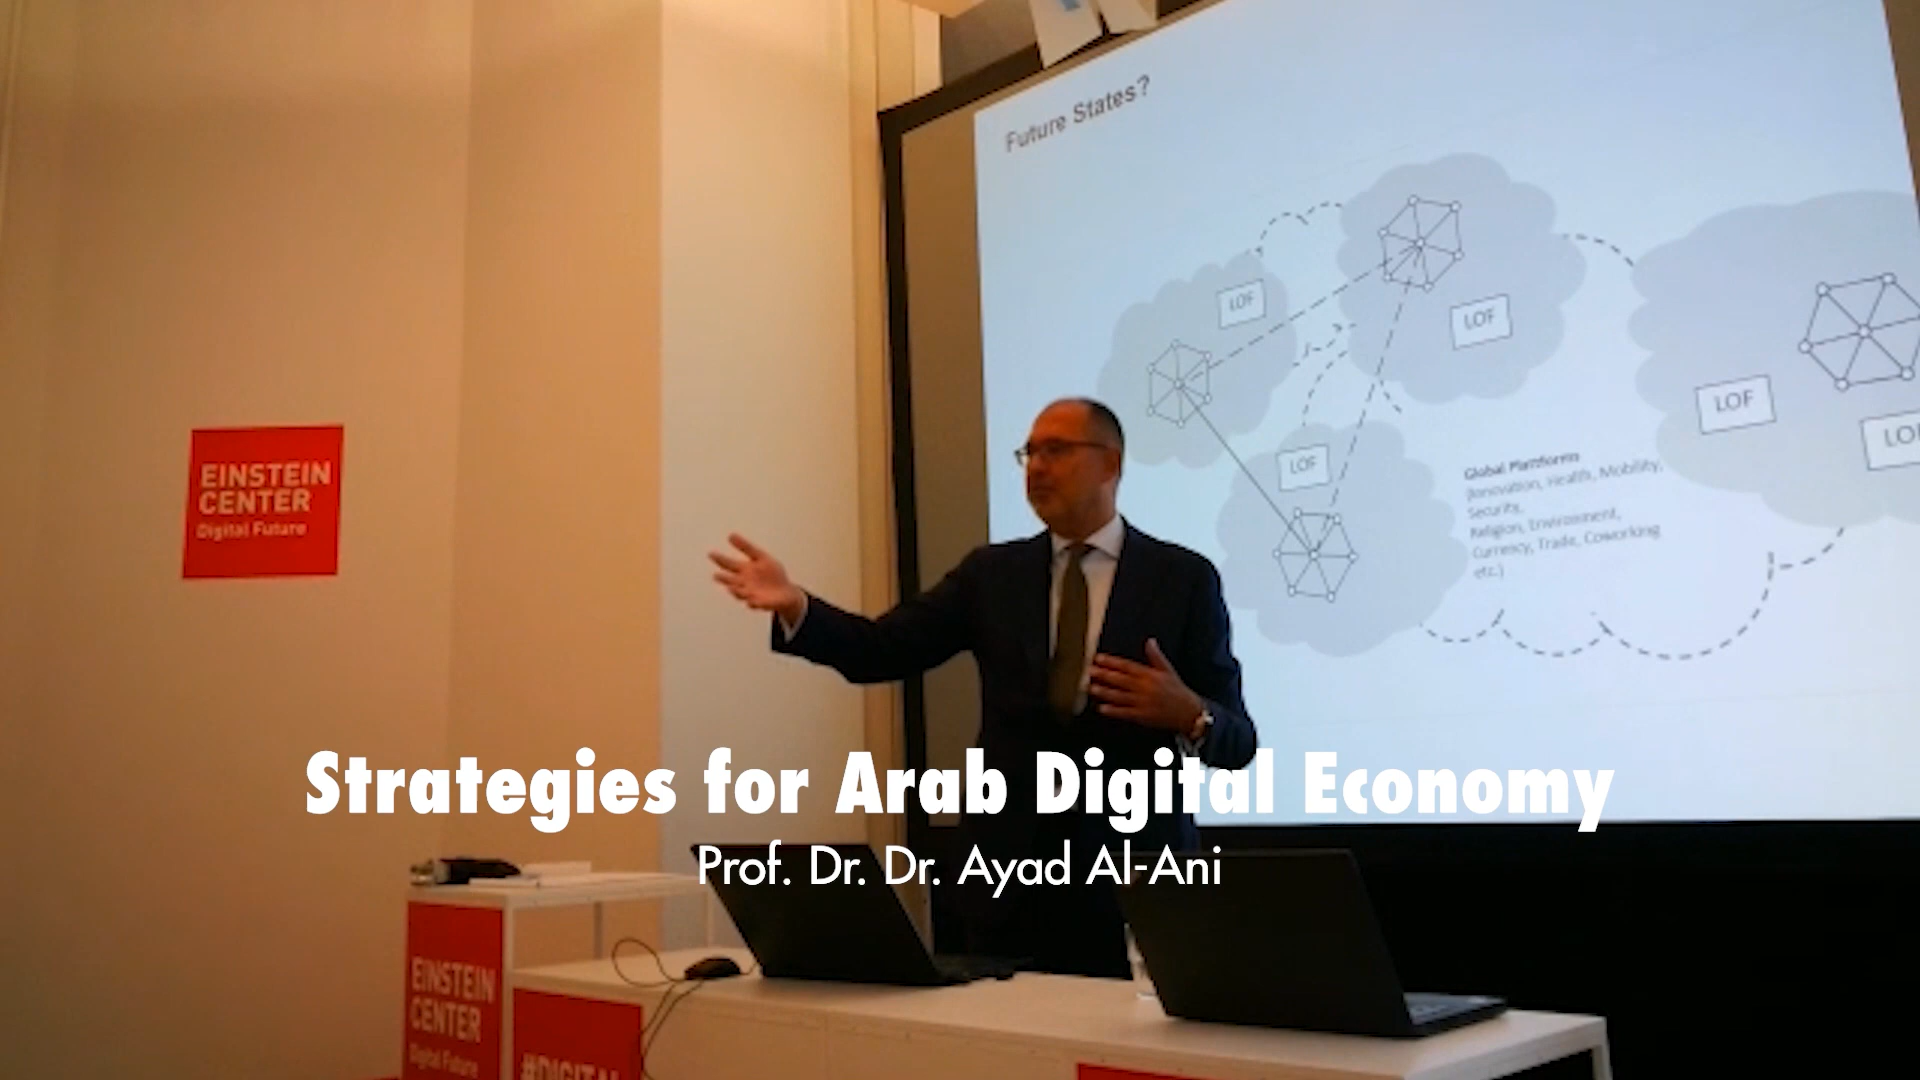 Future States?
LOF
LOF
LOF
LOF
LOF
Global Platforms
(Innovation, Health, Mobility,
Security,
Religion, Environment,
Currency, Trade, Coworking
etc.)
EINSTEIN
CENTER
Digital Future
Strategies for Arab Digital Economy
Prof. Dr. Dr. Ayad Al-Ani
EINSTEIN
CENTER
Digital Future
#DIGITAL